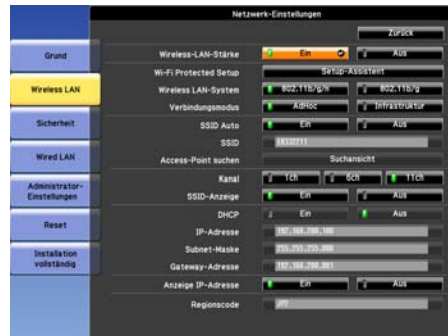 Netzwerk-Einstellungen
Zurück
Grund
Wireless LAN
Sicherheit
Wired LAN
Administrator-
Einstellungen
Reset
Installation
vollständig
Wireless-LAN-Stärke Ein Aus
Wi-Fi Protected Setup Setup-Assistent
Wireless LAN-System 802.11b/g/n 802.11b/g
Verbindungsmodus AdHoc Infrastruktur
SSID Auto Ein Aus
SSID
Access-Point suchen Suchansicht
Kanal 1ch 6ch 11ch
SSID-Anzeige Ein Aus
DHCP Ein Aus
IP-Adresse 192.168.200.100
Subnet-Maske 255.255.255.000
Gateway-Adresse 192.168.200.001
Anzeige IP-Adresse Ein Aus
Regionscode